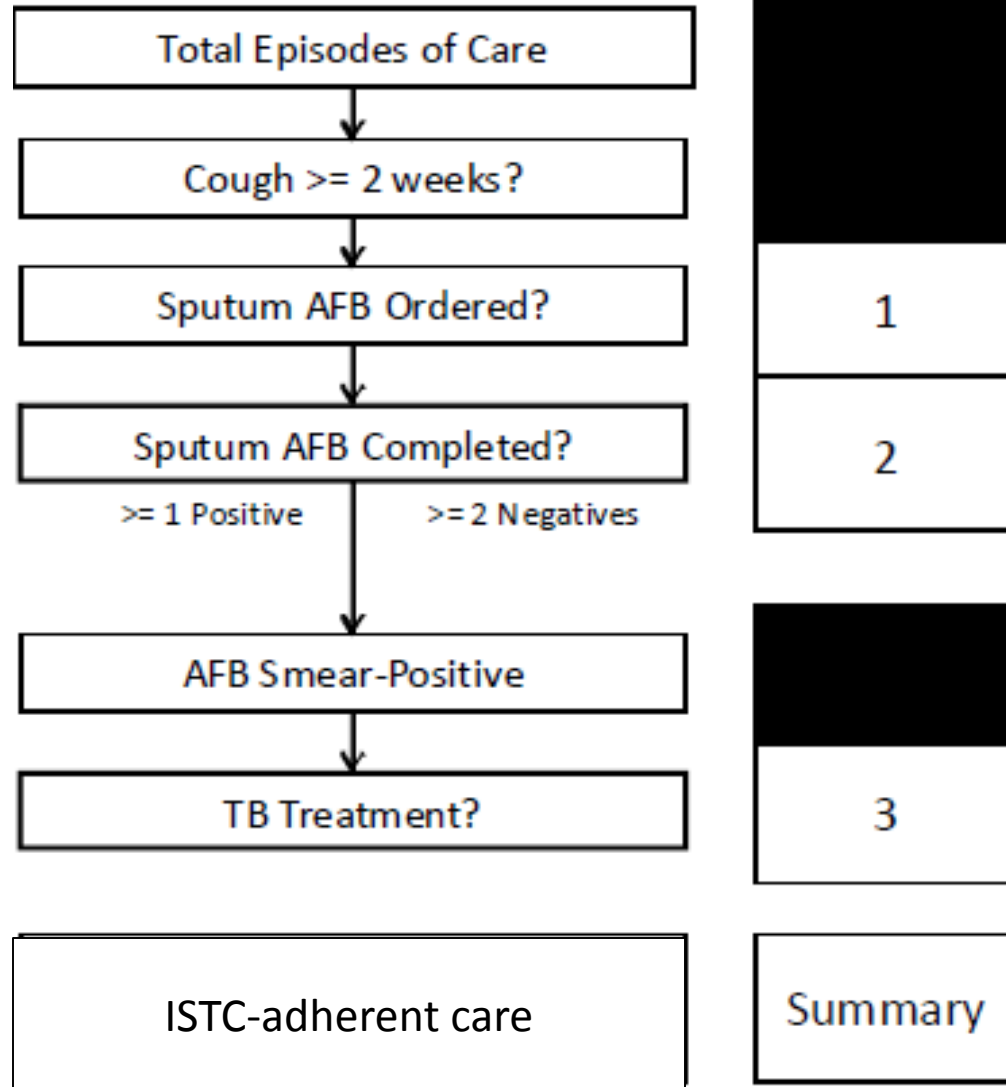 Total Episodes of Care
Cough >= 2 weeks?
Sputum AFB Ordered?
1
Sputum AFB Completed?
2
>= 1 Positive
>= 2 Negatives
AFB Smear-Positive
TB Treatment?
3
ISTC-adherent care
Summary